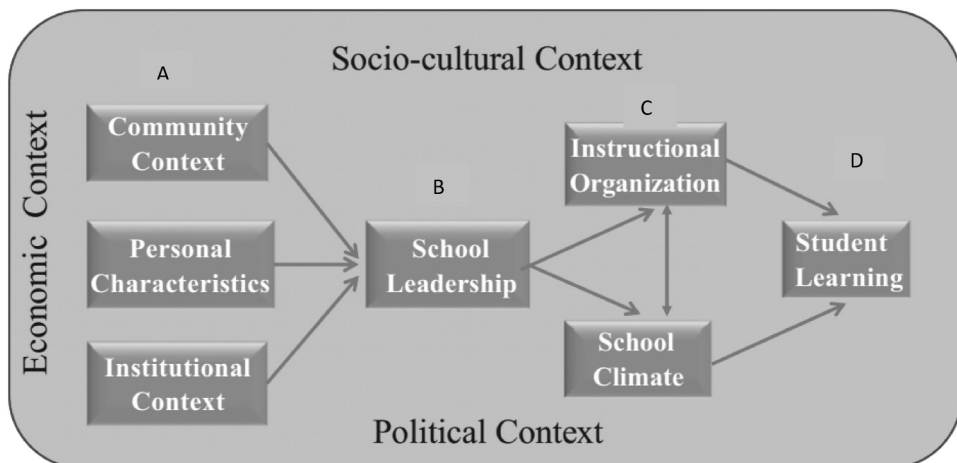 Socio-cultural Context
A
Community
Context
Economic Context
Personal
Characteristics
Institutional
Context
B
School
Leadership
C
Instructional
Organization
School
Climate
D
Student
Learning
Political Context